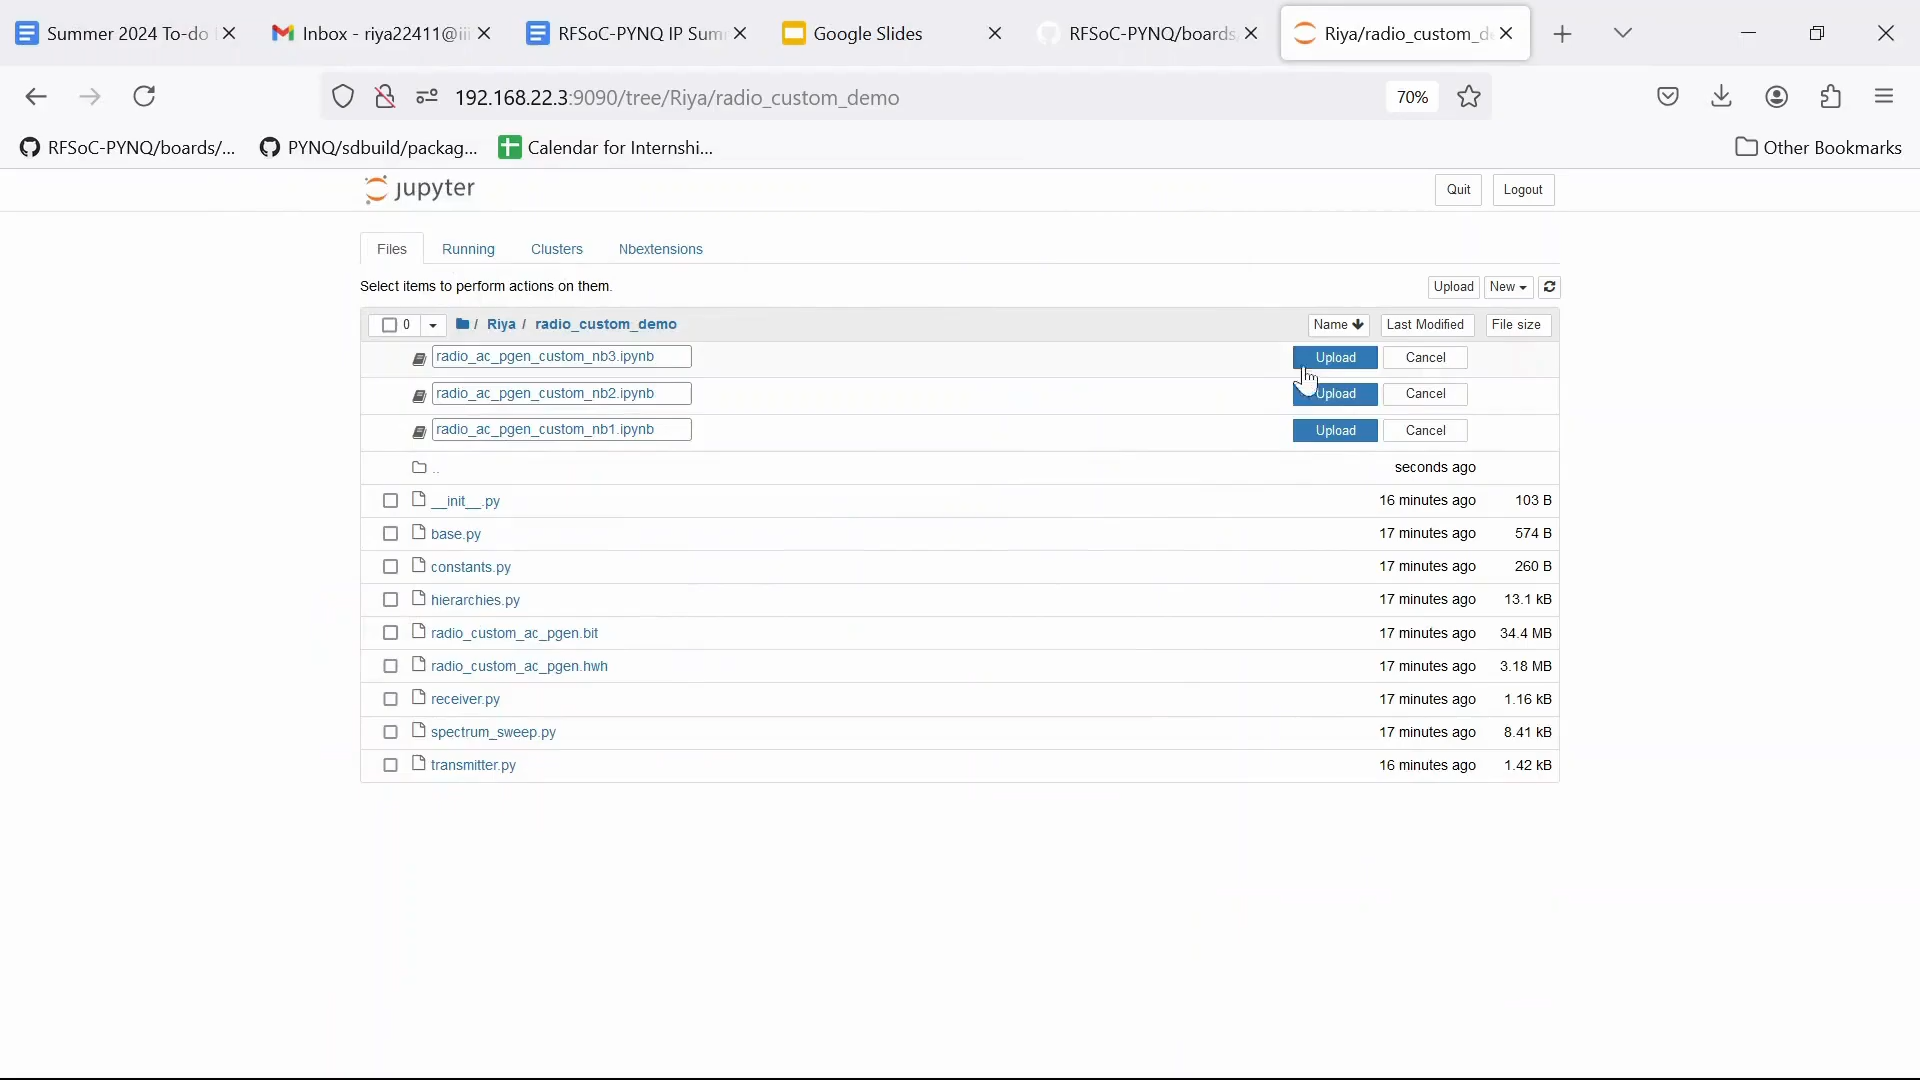 Summer 2024 To-do
Inbox - riya22411@iii
RFSoC-PYNQ IP Sum
Google Slides
RFSoC-PYNQ/boards
Riya/radio_custom_de
192.168.22.3:9090/tree/Riya/radio_custom_demo
70%
RFSoC-PYNQ/boards/...
PYNQ/sdbuild/packag...
Calendar for Internshi...
Other Bookmarks
jupyter
Quit
Logout
Files
Running
Clusters
Nbextensions
Select items to perform actions on them.
Upload
New
0
/ Riya / radio_custom_demo
Name
Last Modified
File size
radio_ac_pgen_custom_nb3.ipynb Upload Cancel
radio_ac_pgen_custom_nb2.ipynb Upload Cancel
radio_ac_pgen_custom_nb1.ipynb Upload Cancel
.. seconds ago
__init__.py 16 minutes ago 103 B
base.py 17 minutes ago 574 B
constants.py 17 minutes ago 260 B
hierarchies.py 17 minutes ago 13.1 kB
radio_custom_ac_pgen.bit 17 minutes ago 34.4 MB
radio_custom_ac_pgen.hwh 17 minutes ago 3.18 MB
receiver.py 17 minutes ago 1.16 kB
spectrum_sweep.py 17 minutes ago 8.41 kB
transmitter.py 16 minutes ago 1.42 kB